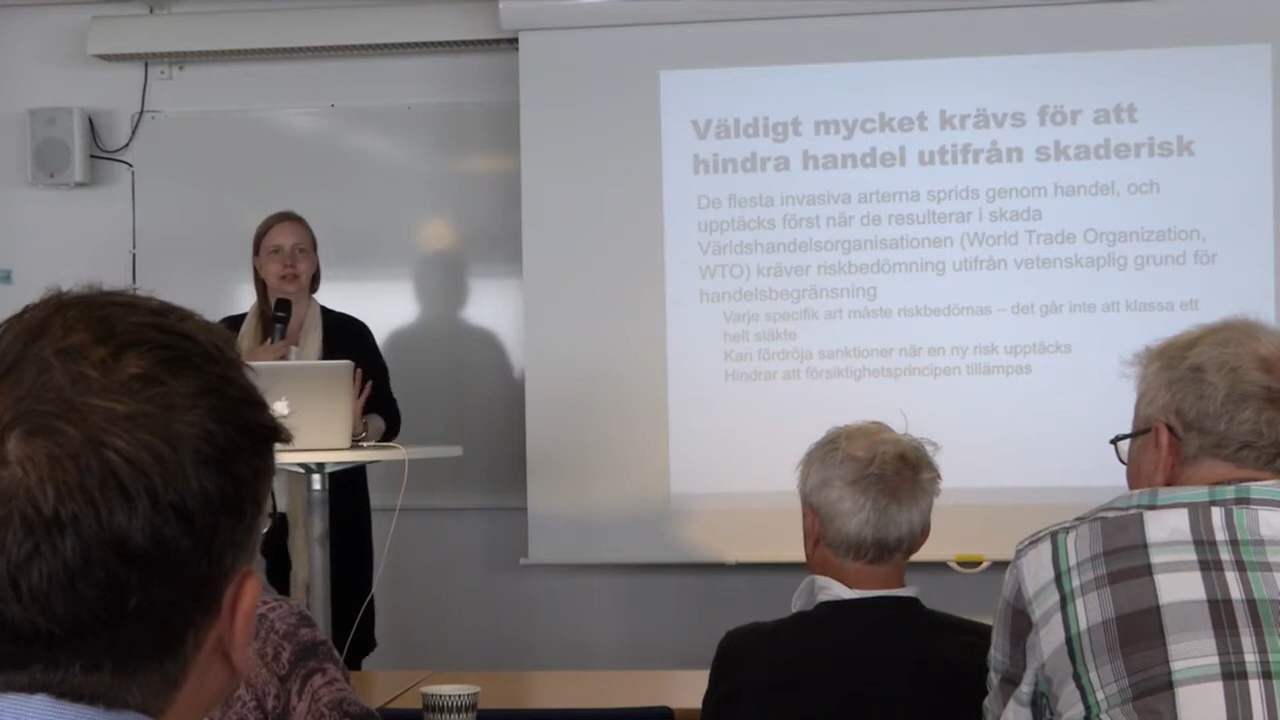 Väldigt mycket krävs för att
hindra handel utifrån skaderisk
De flesta invasiva arterna sprids genom handel, och
upptäcks först när de resulterar i skada
Världshandelsorganisationen (World Trade Organization,
WTO) kräver riskbedömning utifrån vetenskaplig grund för
handelsbegränsning
Varje specifik art måste riskbedömas – det går inte att klassa ett
helt släkte
Kan fördröja sanktioner när en ny risk upptäcks
Hindrar att försiktighetsprincipen tillämpas